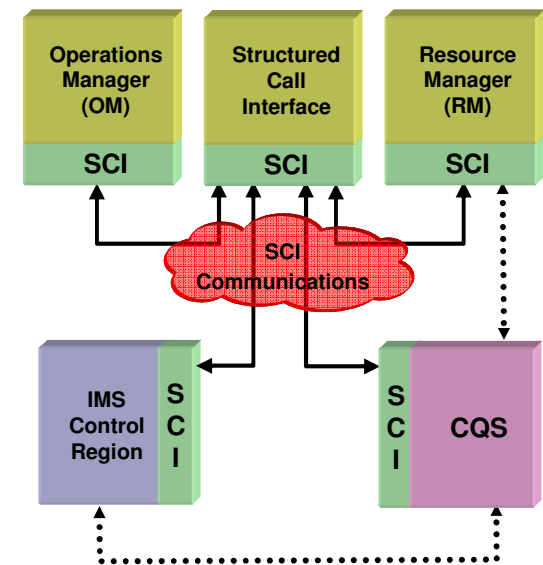 Operations
Manager
(OM)
SCI
Structured
Call
Interface
SCI
Resource
Manager
(RM)
SCI
SCI
Communications
IMS
Control
Region
S
C
I
S
C
I
CQS